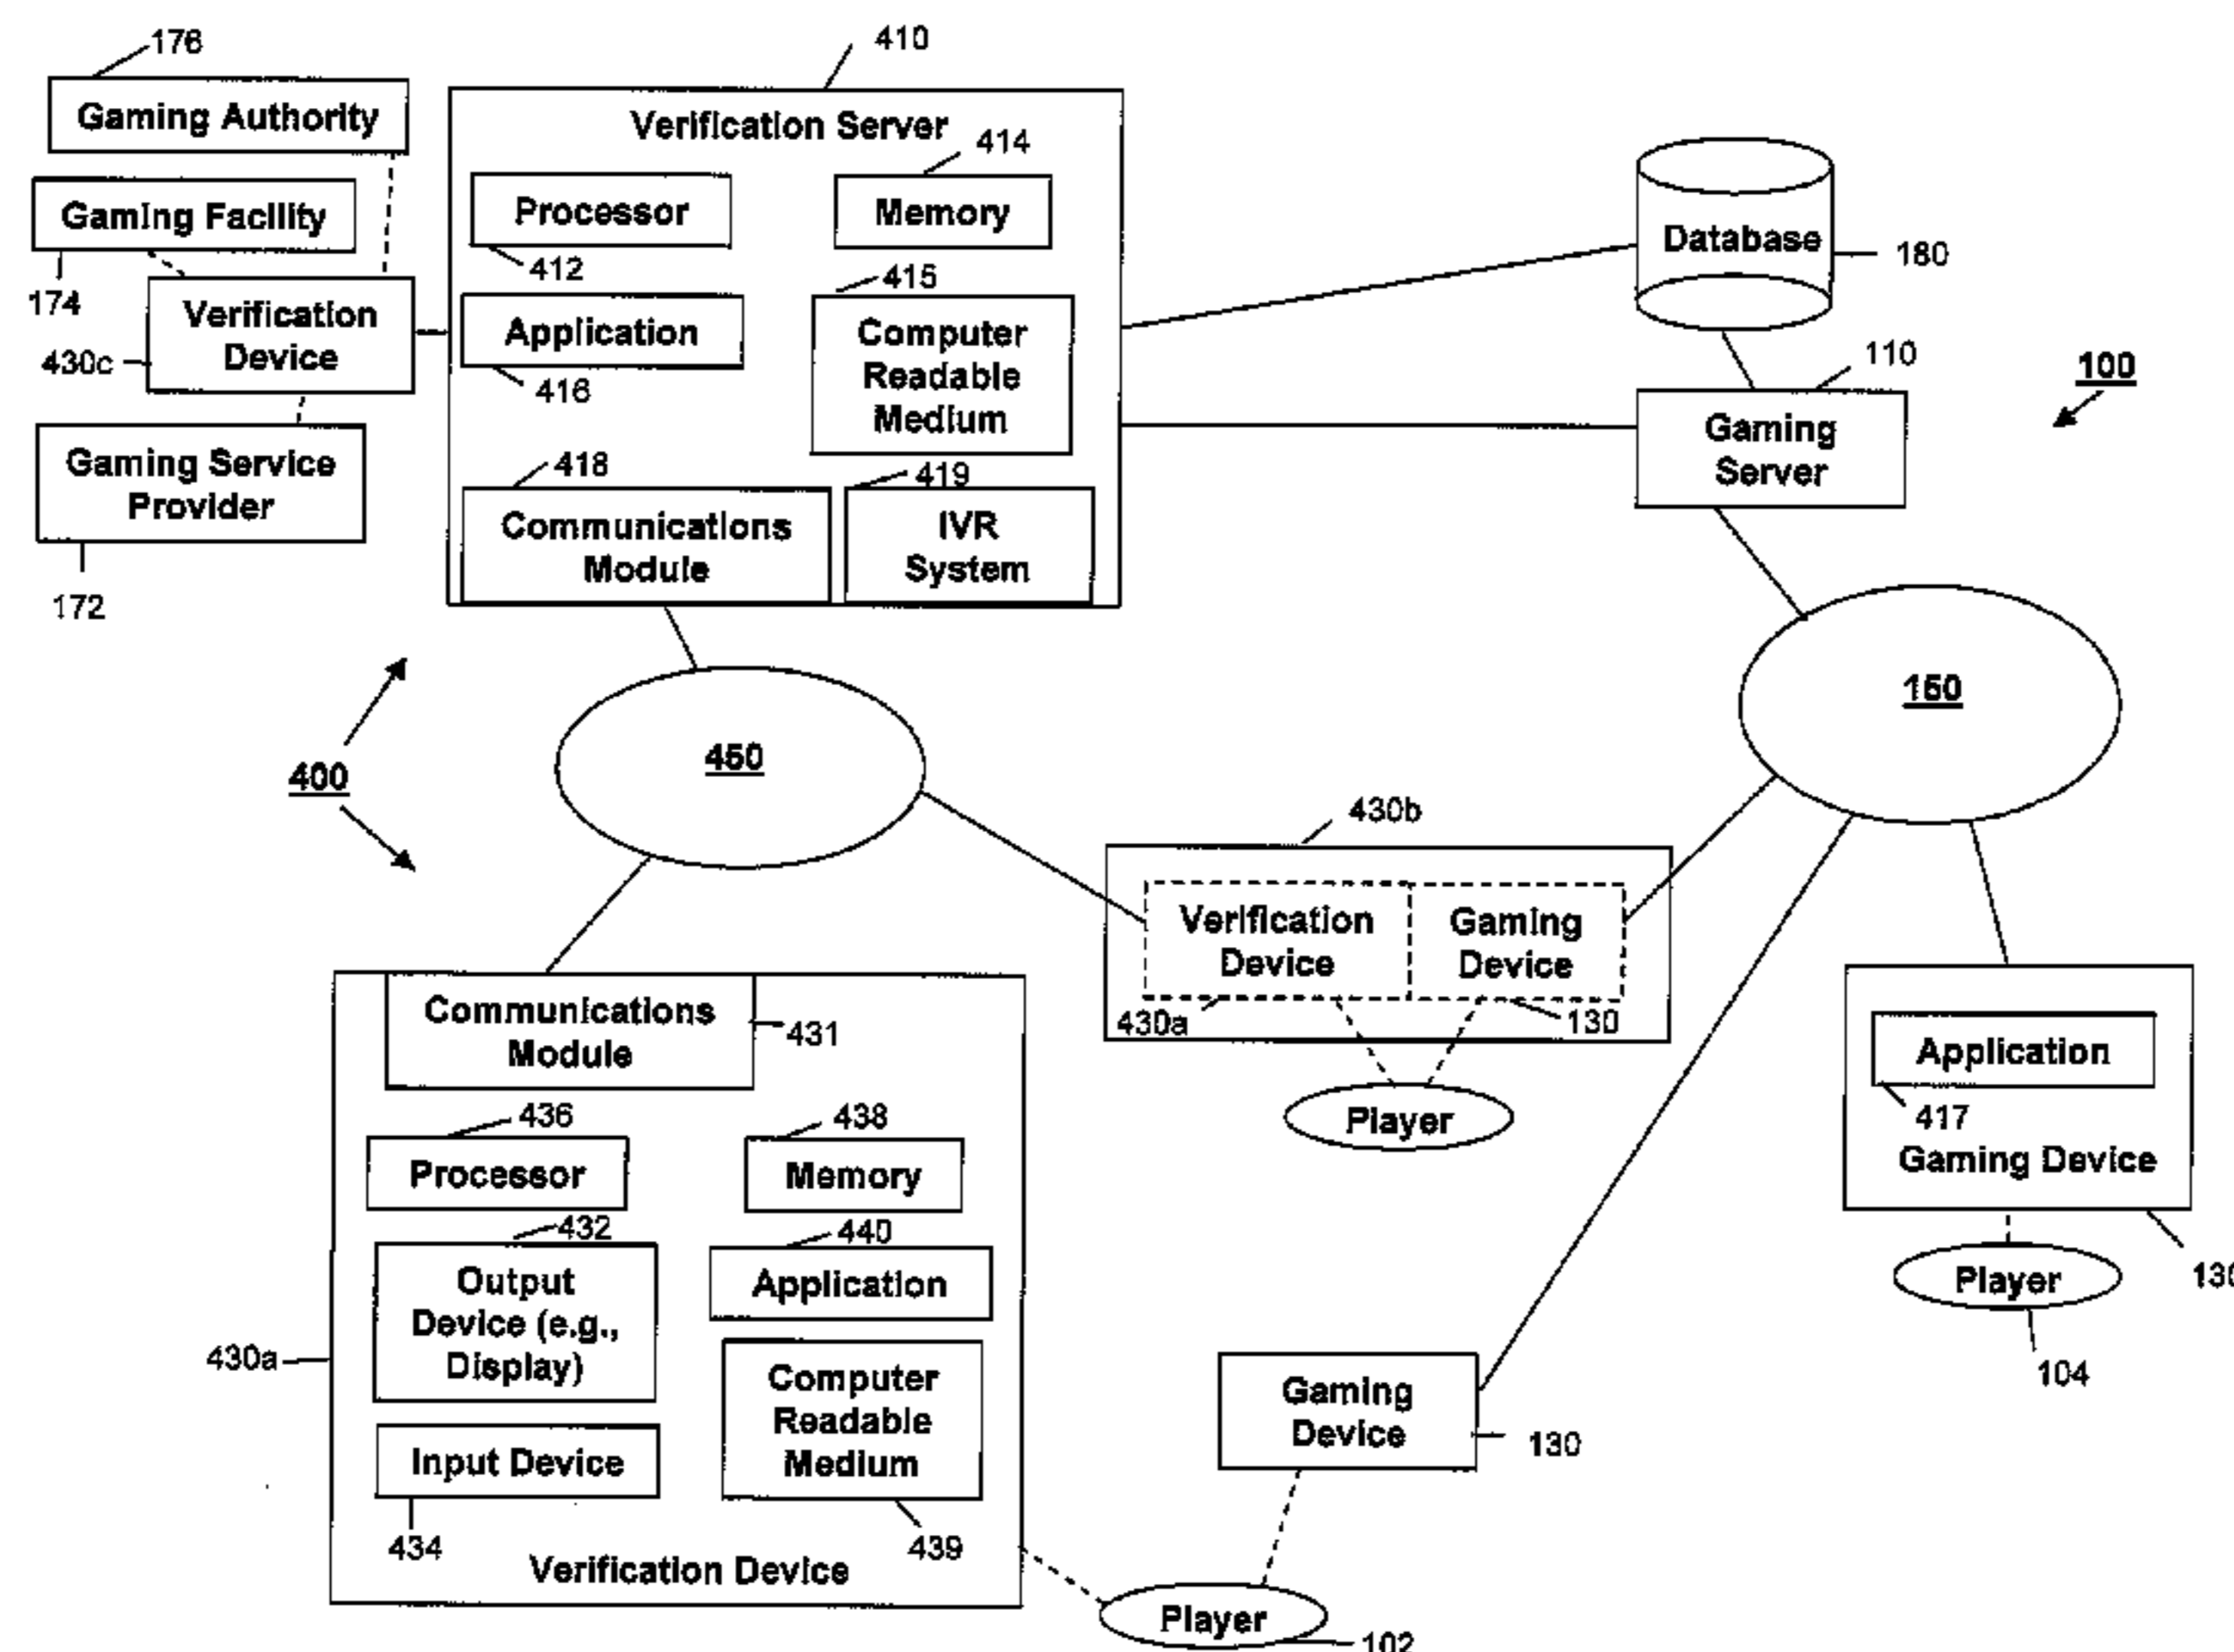 176
410
Gaming Authority
Verification Server
414
Gaming Facility
Processor
Memory
Database
180
412
415
174
Verification
Device
430c
Application
416
Computer
Readable
Medium
110
100
Gaming
Server
Gaming Service
Provider
418
419
172
Communications
Module
IVR
System
450
150
400
430b
Verification
Device
Gaming
Device
430a
130
Player
Communications
Module
431
Application
417
Gaming Device
436
438
Processor
Memory
432
440
Output
Device (e.g.,
Display)
Application
Player
130
104
430a
Computer
Readable
Medium
Gaming
Device
130
Input Device
434
439
Verification Device
Player
102